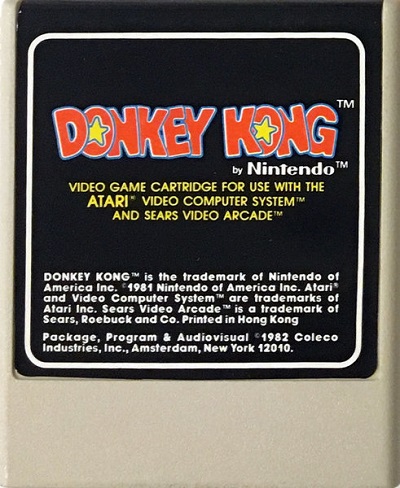 DONKEY KONG™
by Nintendo™
VIDEO GAME CARTRIDGE FOR USE WITH THE
ATARI® VIDEO COMPUTER SYSTEM™
AND SEARS VIDEO ARCADE™
DONKEY KONG™ is the trademark of Nintendo of
America Inc. ©1981 Nintendo of America Inc. Atari®
and Video Computer System™ are trademarks of
Atari Inc. Sears Video Arcade™ is a trademark of
Sears, Roebuck and Co. Printed in Hong Kong
Package, Program & Audiovisual ©1982 Coleco
Industries, Inc., Amsterdam, New York 12010.